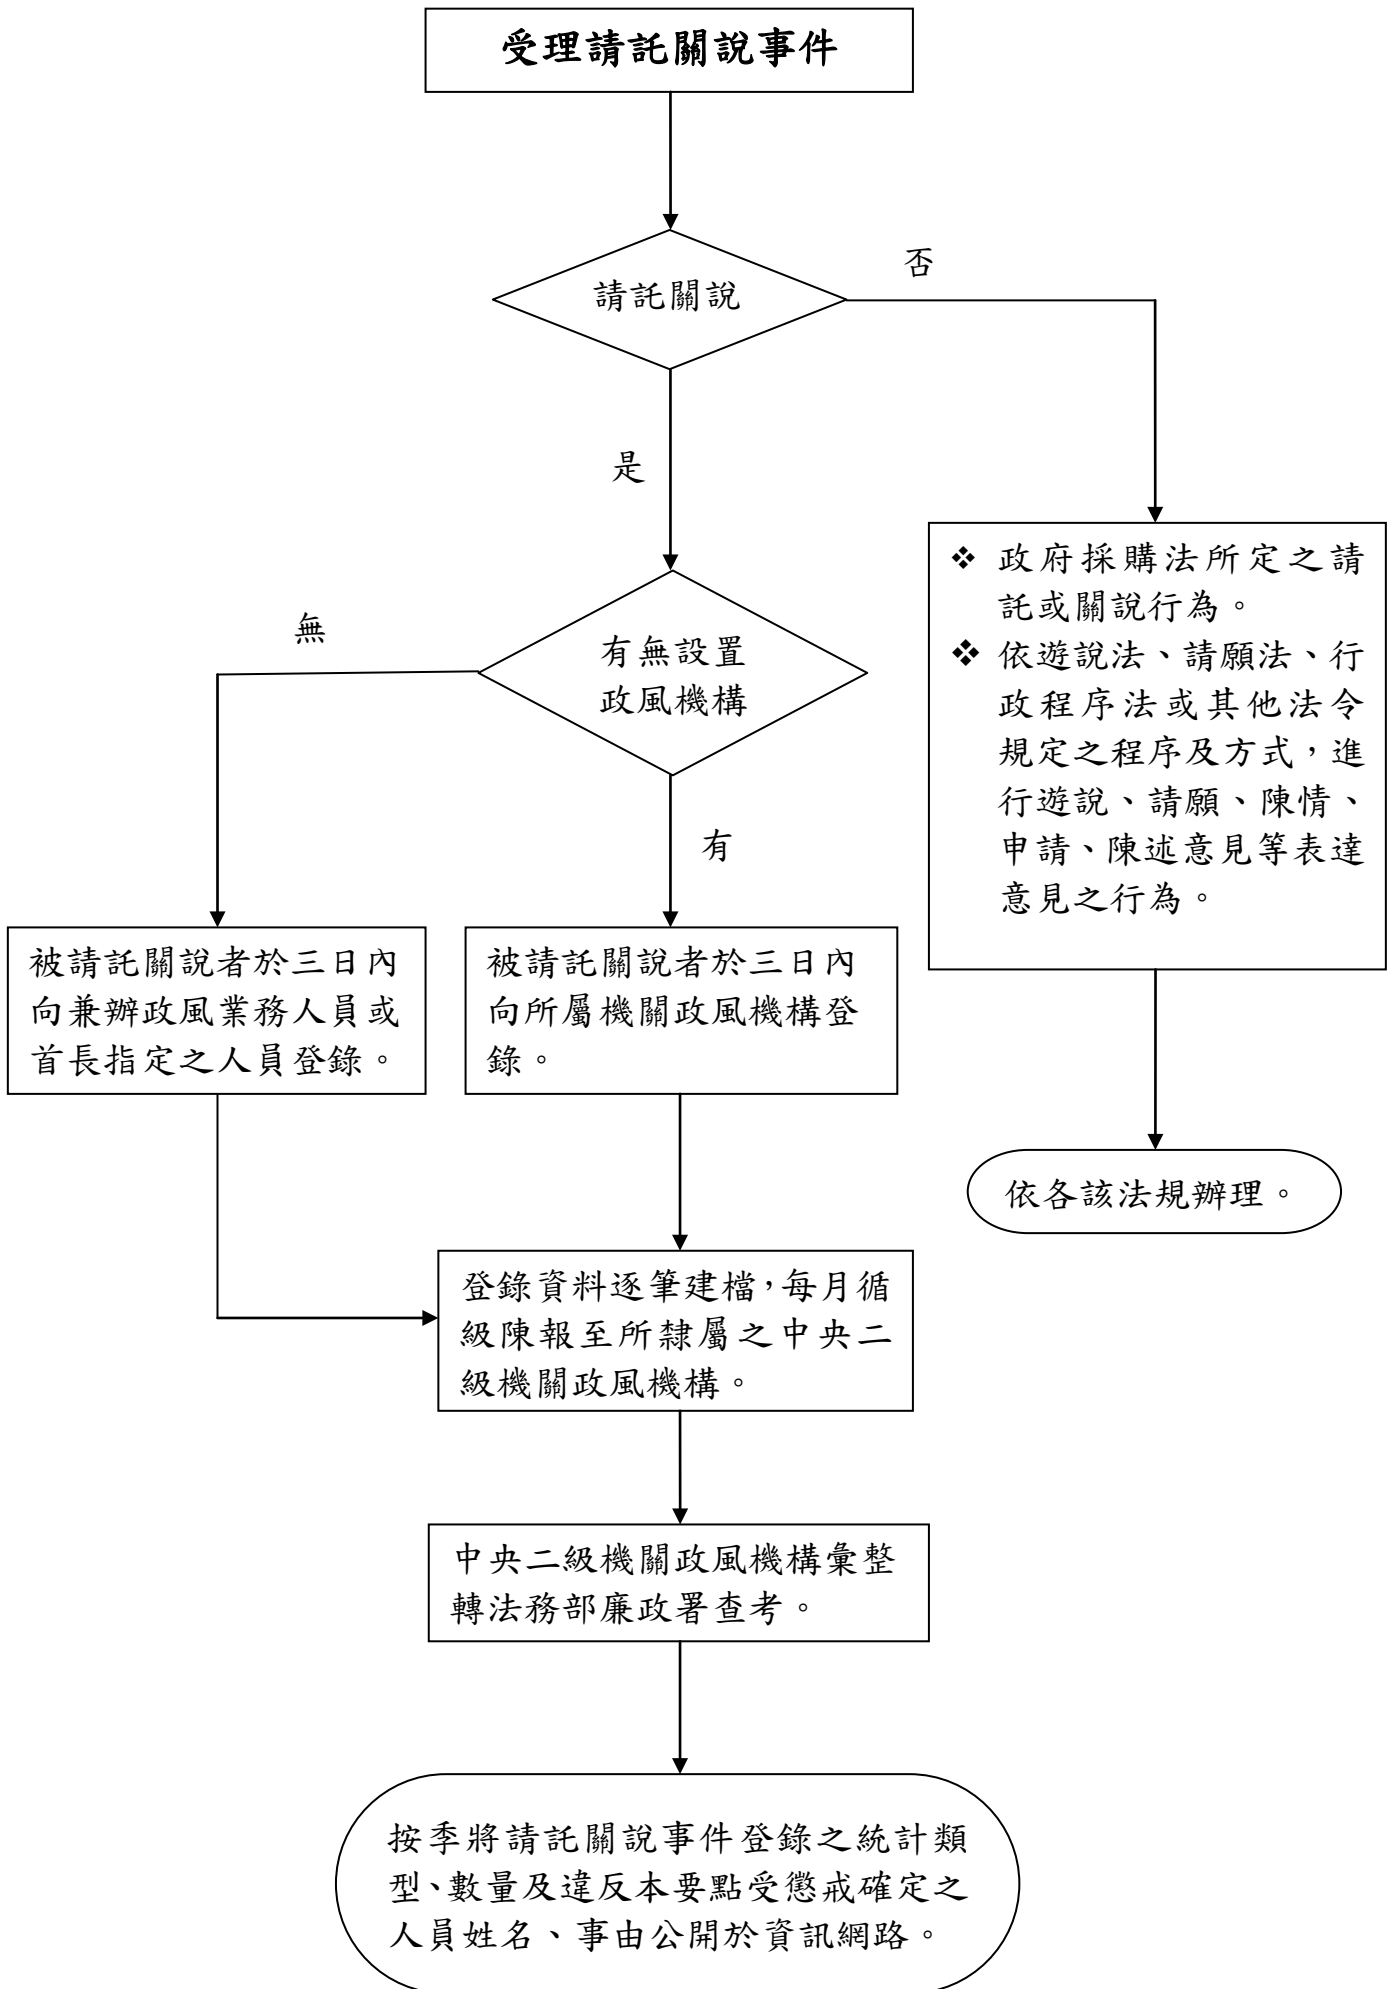 受理請託關說事件
請託關說
否
是
有無設置
政風機構
無
有
❖ 政府採購法所定之請
託或關說行為。
❖ 依遊說法、請願法、行
政程序法或其他法令
規定之程序及方式，進
行遊說、請願、陳情、
申請、陳述意見等表達
意見之行為。
被請託關說者於三日內
向兼辦政風業務人員或
首長指定之人員登錄。
被請託關說者於三日內
向所屬機關政風機構登
錄。
依各該法規辦理。
登錄資料逐筆建檔，每月循
級陳報至所隸屬之中央二
級機關政風機構。
中央二級機關政風機構彙整
轉法務部廉政署查考。
按季將請託關說事件登錄之統計類
型、數量及違反本要點受懲戒確定之
人員姓名、事由公開於資訊網路。